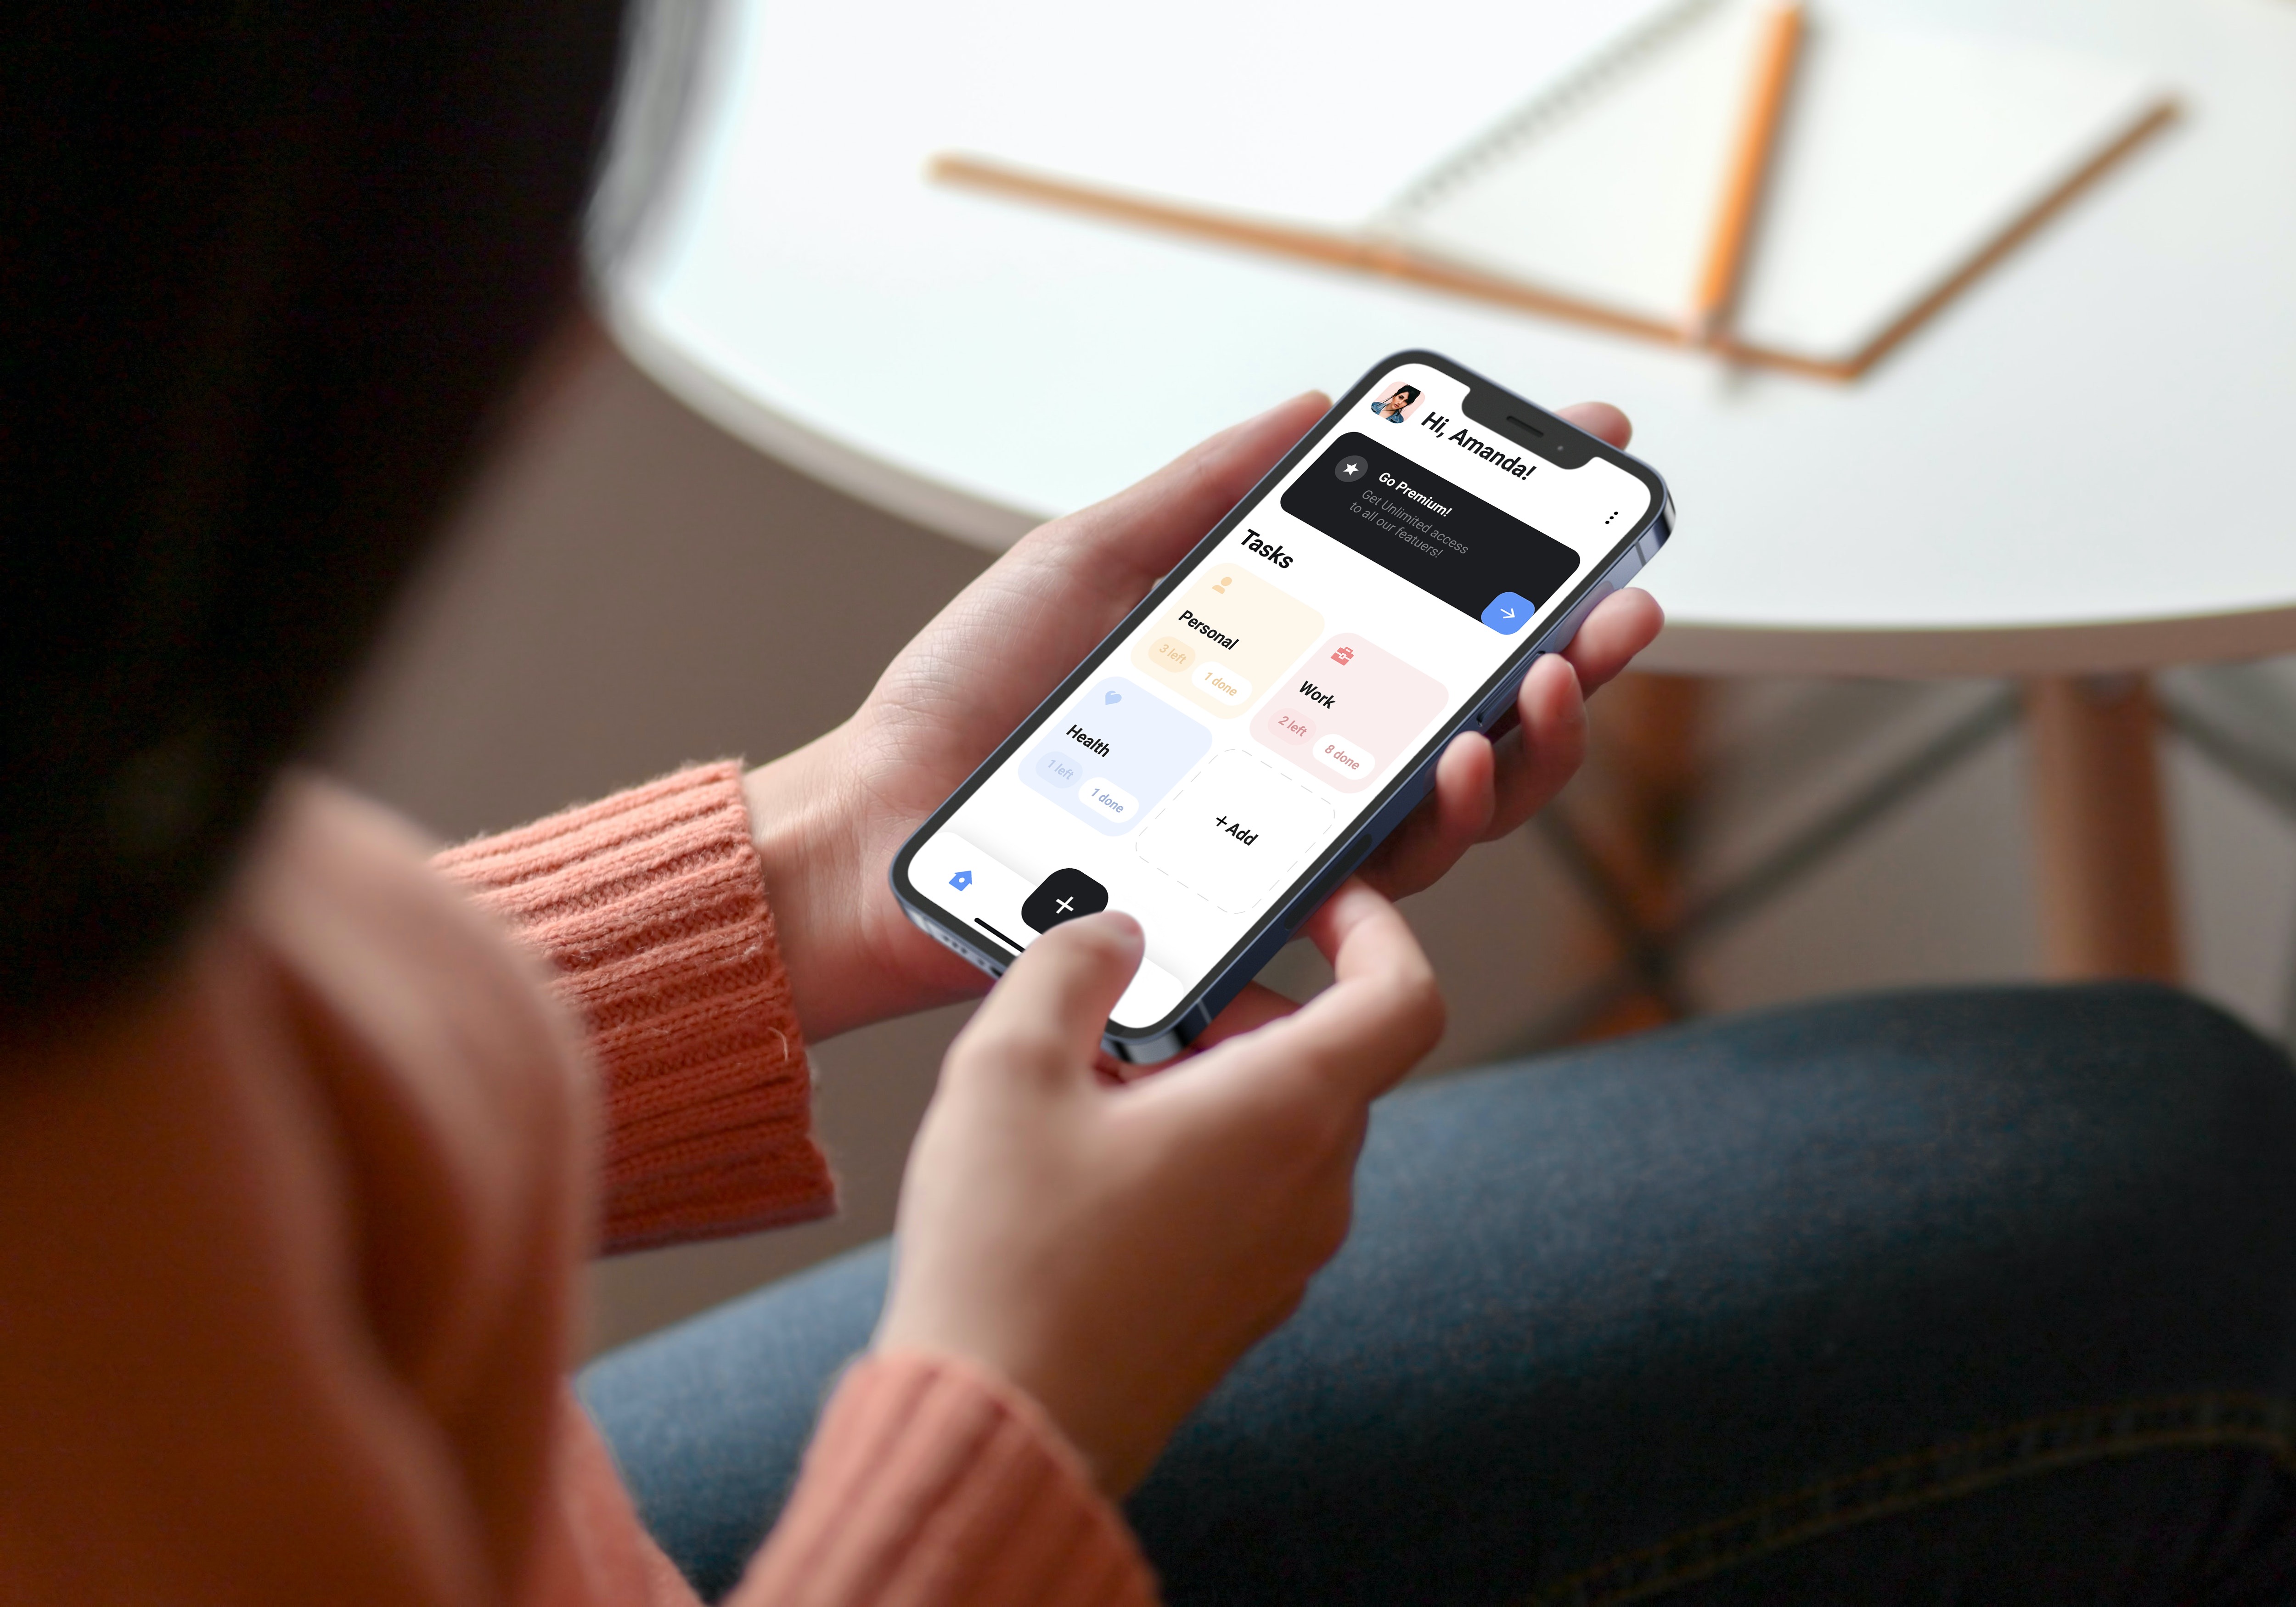 Hi, Amanda!
Go Premium!
Get Unlimited access
to all our featuers!
Tasks
Personal
3 left
1 done
Work
2 left
8 done
Health
1 left
1 done
+ Add